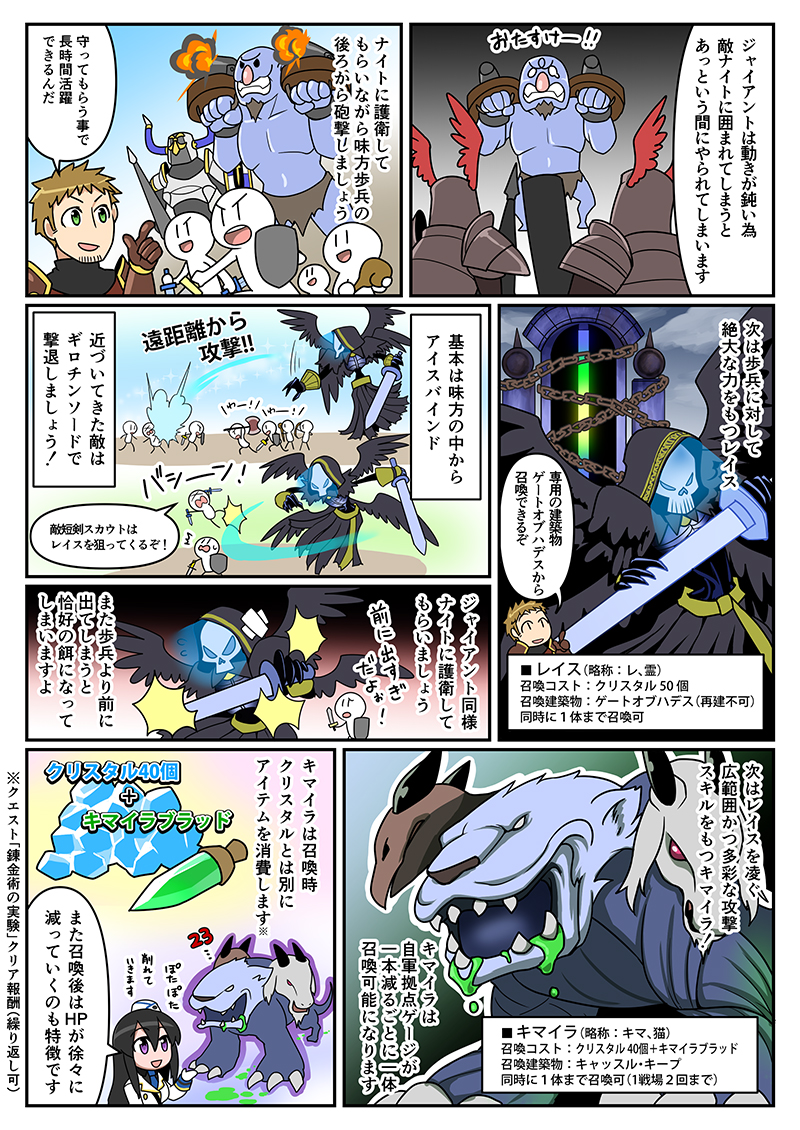 ジャイアントは動きが鈍い為
敵ナイトに囲まれてしまうと
あっという間にやられてしまいます
おたすけー!!
ナイトに護衛して
もらいながら味方歩兵の
後ろから砲撃しましょう
守ってもらう事で
長時間活躍
できるんだ
次は歩兵に対して
絶大な力をもつレイス
専用の建築物
ゲートオブハデスから
召喚できるぞ
■ レイス(略称:レ、霊)
召喚コスト:クリスタル50個
召喚建築物:ゲートオブハデス(再建不可)
同時に1体まで召喚可
基本は味方の中から
アイスバインド
遠距離から
攻撃!!
わー!!
わー!!
バシーン!
近づいてきた敵は
ギロチンソードで
撃退しましょう!
敵短剣スカウトは
レイスを狙ってくるぞ!
ジャイアント同様
ナイトに護衛して
もらいましょう
前に出すぎ
だよぉ!
また歩兵より前に
出てしまうと
恰好の餌になって
しまいますよ
次はレイスを凌ぐ
広範囲かつ多彩な攻撃
スキルをもつキマイラ!
キマイラは
自軍拠点ゲージが
一本減るごとに一体
召喚可能になります
■ キマイラ(略称:キマ、猫)
召喚コスト:クリスタル40個+キマイラブラッド
召喚建築物:キャッスル・キープ
同時に1体まで召喚可(1戦場2回まで)
キマイラは召喚時
クリスタルとは別に
アイテムを消費します※
クリスタル40個
+
キマイラブラッド
23…
ぽたぽた
削れて
いきます
また召喚後はHPが徐々に
減っていくのも特徴です
※クエスト「錬金術の実験」クリア報酬(繰り返し可)